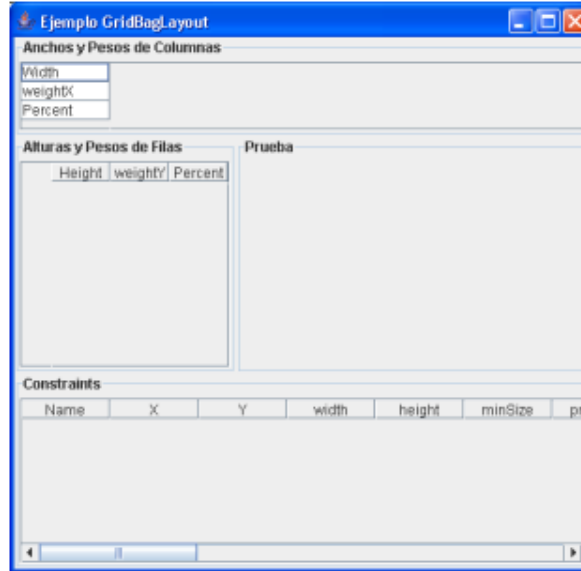 Ejemplo GridBagLayout
Anchos y Pesos de Columnas
Width
weightX
Percent
Alturas y Pesos de Filas Prueba
Height weightY Percent
Constraints
Name X Y width height minSize pr